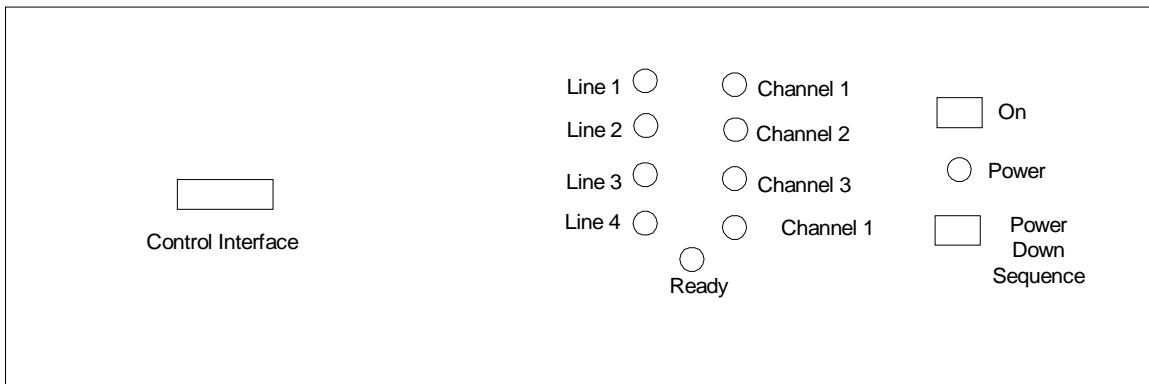 Line 1
Channel 1
On
Line 2
Channel 2
Line 3
Channel 3
Power
Line 4
Channel 1
Power
Down
Sequence
Control Interface
Ready